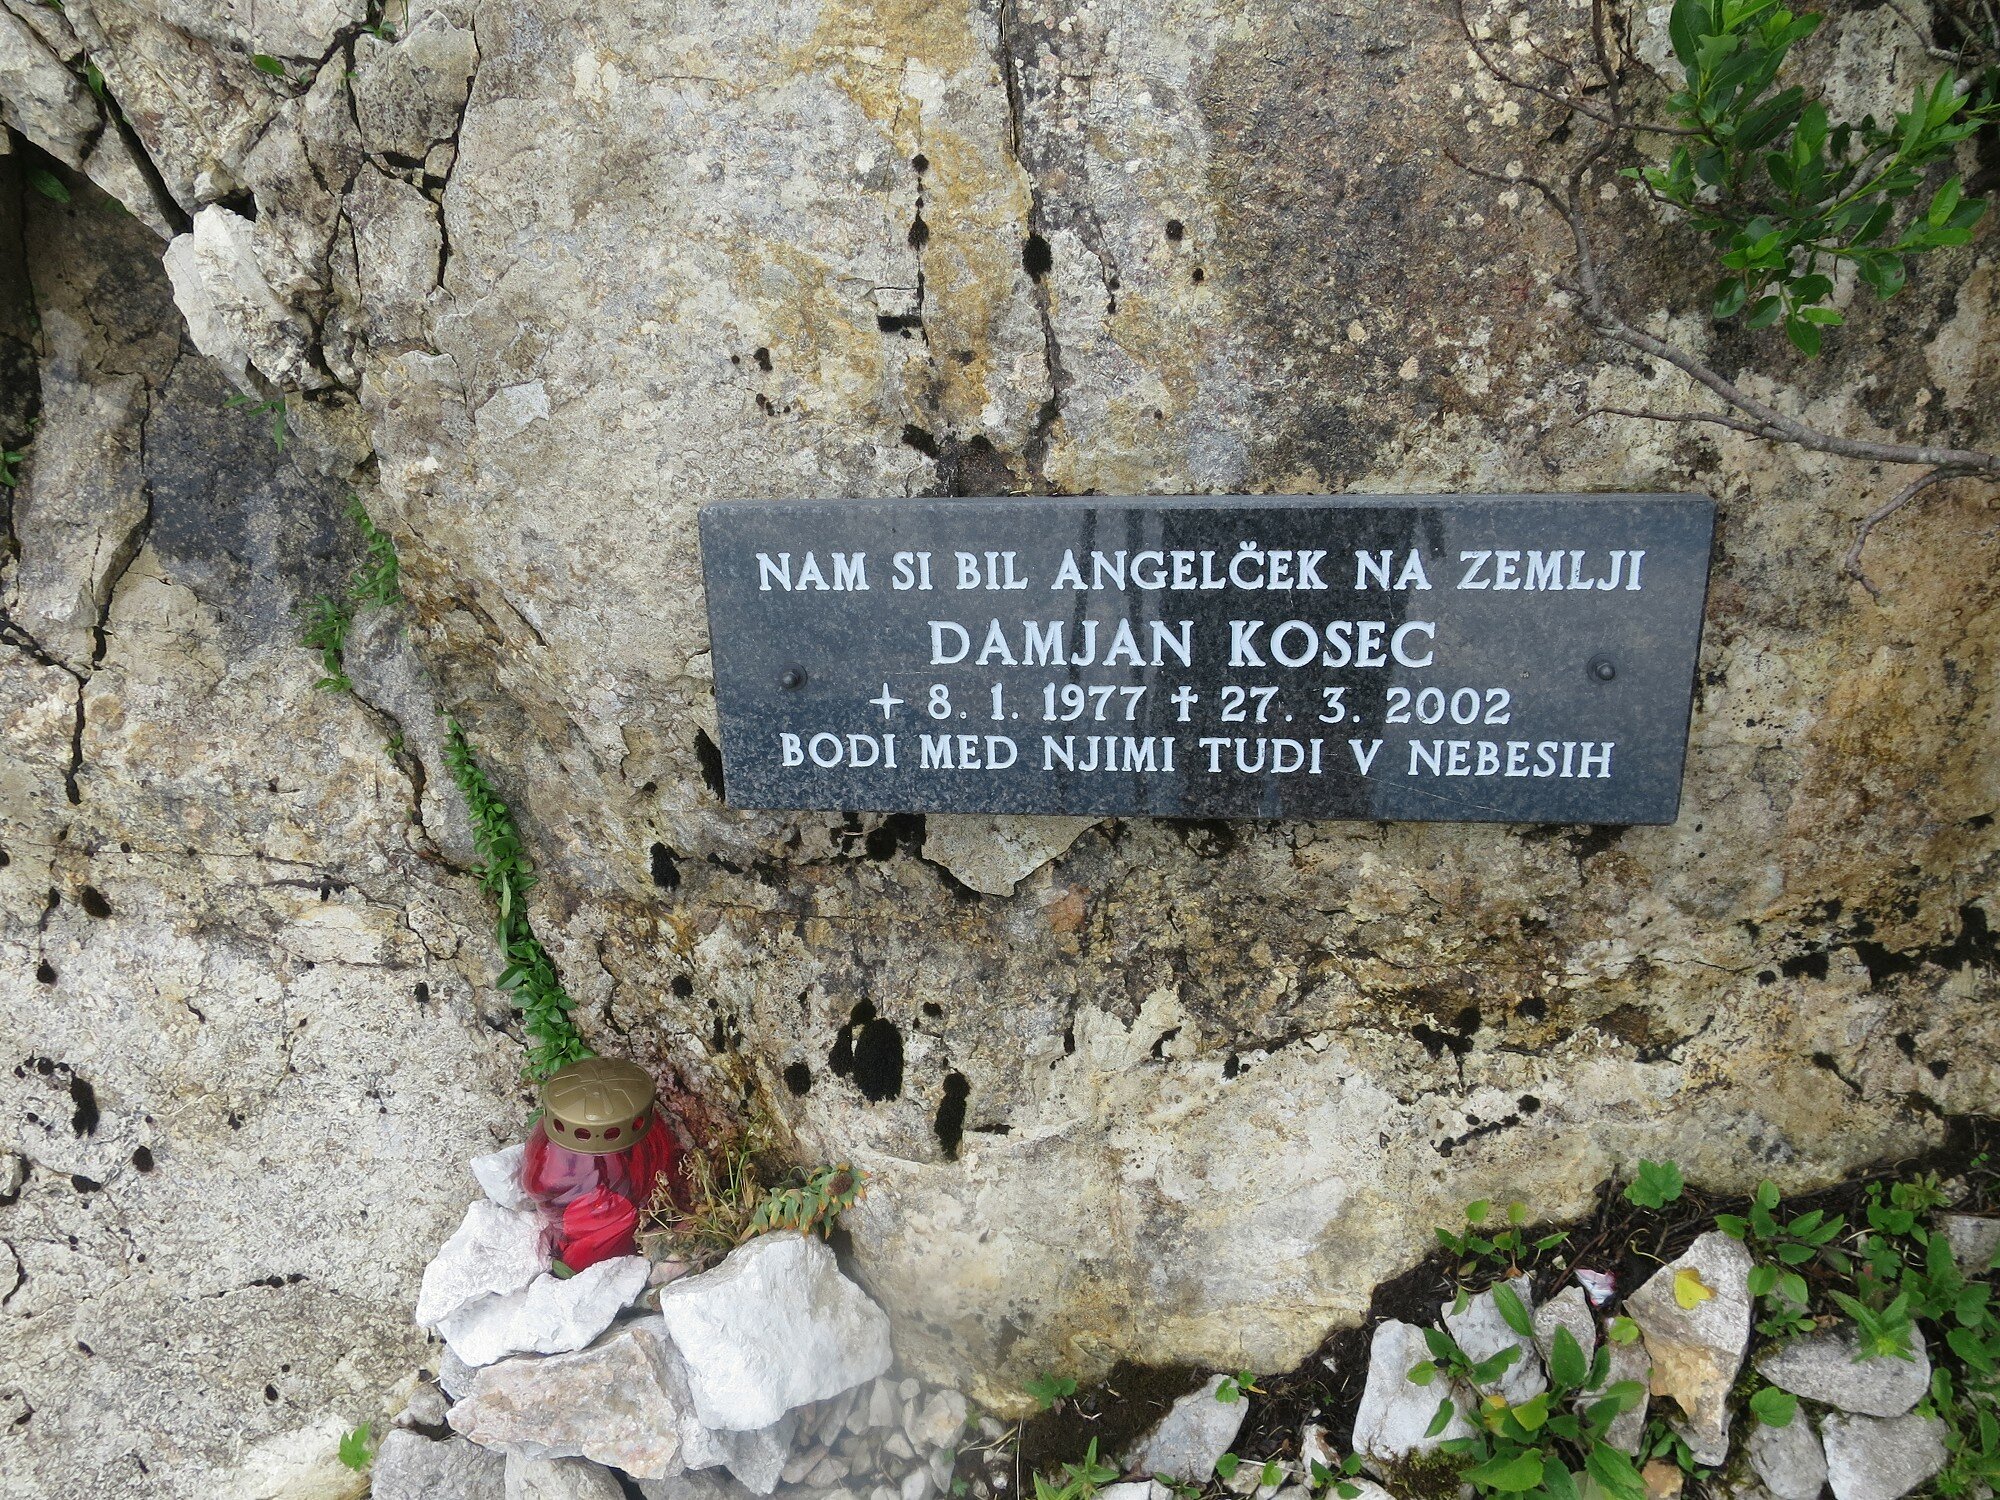 NAM SI BIL ANGELČEK NA ZEMLJI
DAMJAN KOSEC
+ 8. 1. 1977 ✝ 27. 3. 2002
BODI MED NJIMI TUDI V NEBESIH